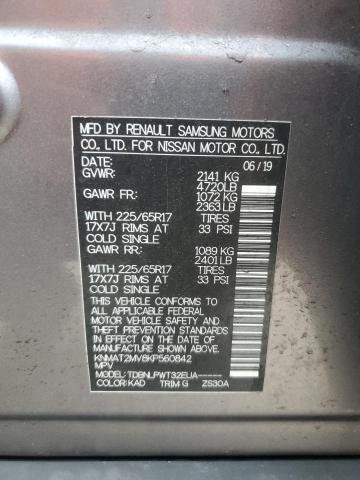 MFD BY RENAULT SAMSUNG MOTORS
CO., LTD. FOR NISSAN MOTOR CO., LTD.
DATE: 06/19
GVWR: 2141 KG
4720LB
GAWR FR: 1072 KG
2363LB
WITH 225/65R17 TIRES
17X7J RIMS AT 33 PSI
COLD SINGLE
GAWR RR: 1089 KG
2401LB
WITH 225/65R17 TIRES
17X7J RIMS AT 33 PSI
COLD SINGLE
THIS VEHICLE CONFORMS TO
ALL APPLICABLE FEDERAL
MOTOR VEHICLE SAFETY AND
THEFT PREVENTION STANDARDS
IN EFFECT ON THE DATE OF
MANUFACTURE SHOWN ABOVE.
KNMAT2MV8KP560842
MPV
MODEL: TDBNLPWT32EUA-----
COLOR: KAD TRIM: G ZS30A